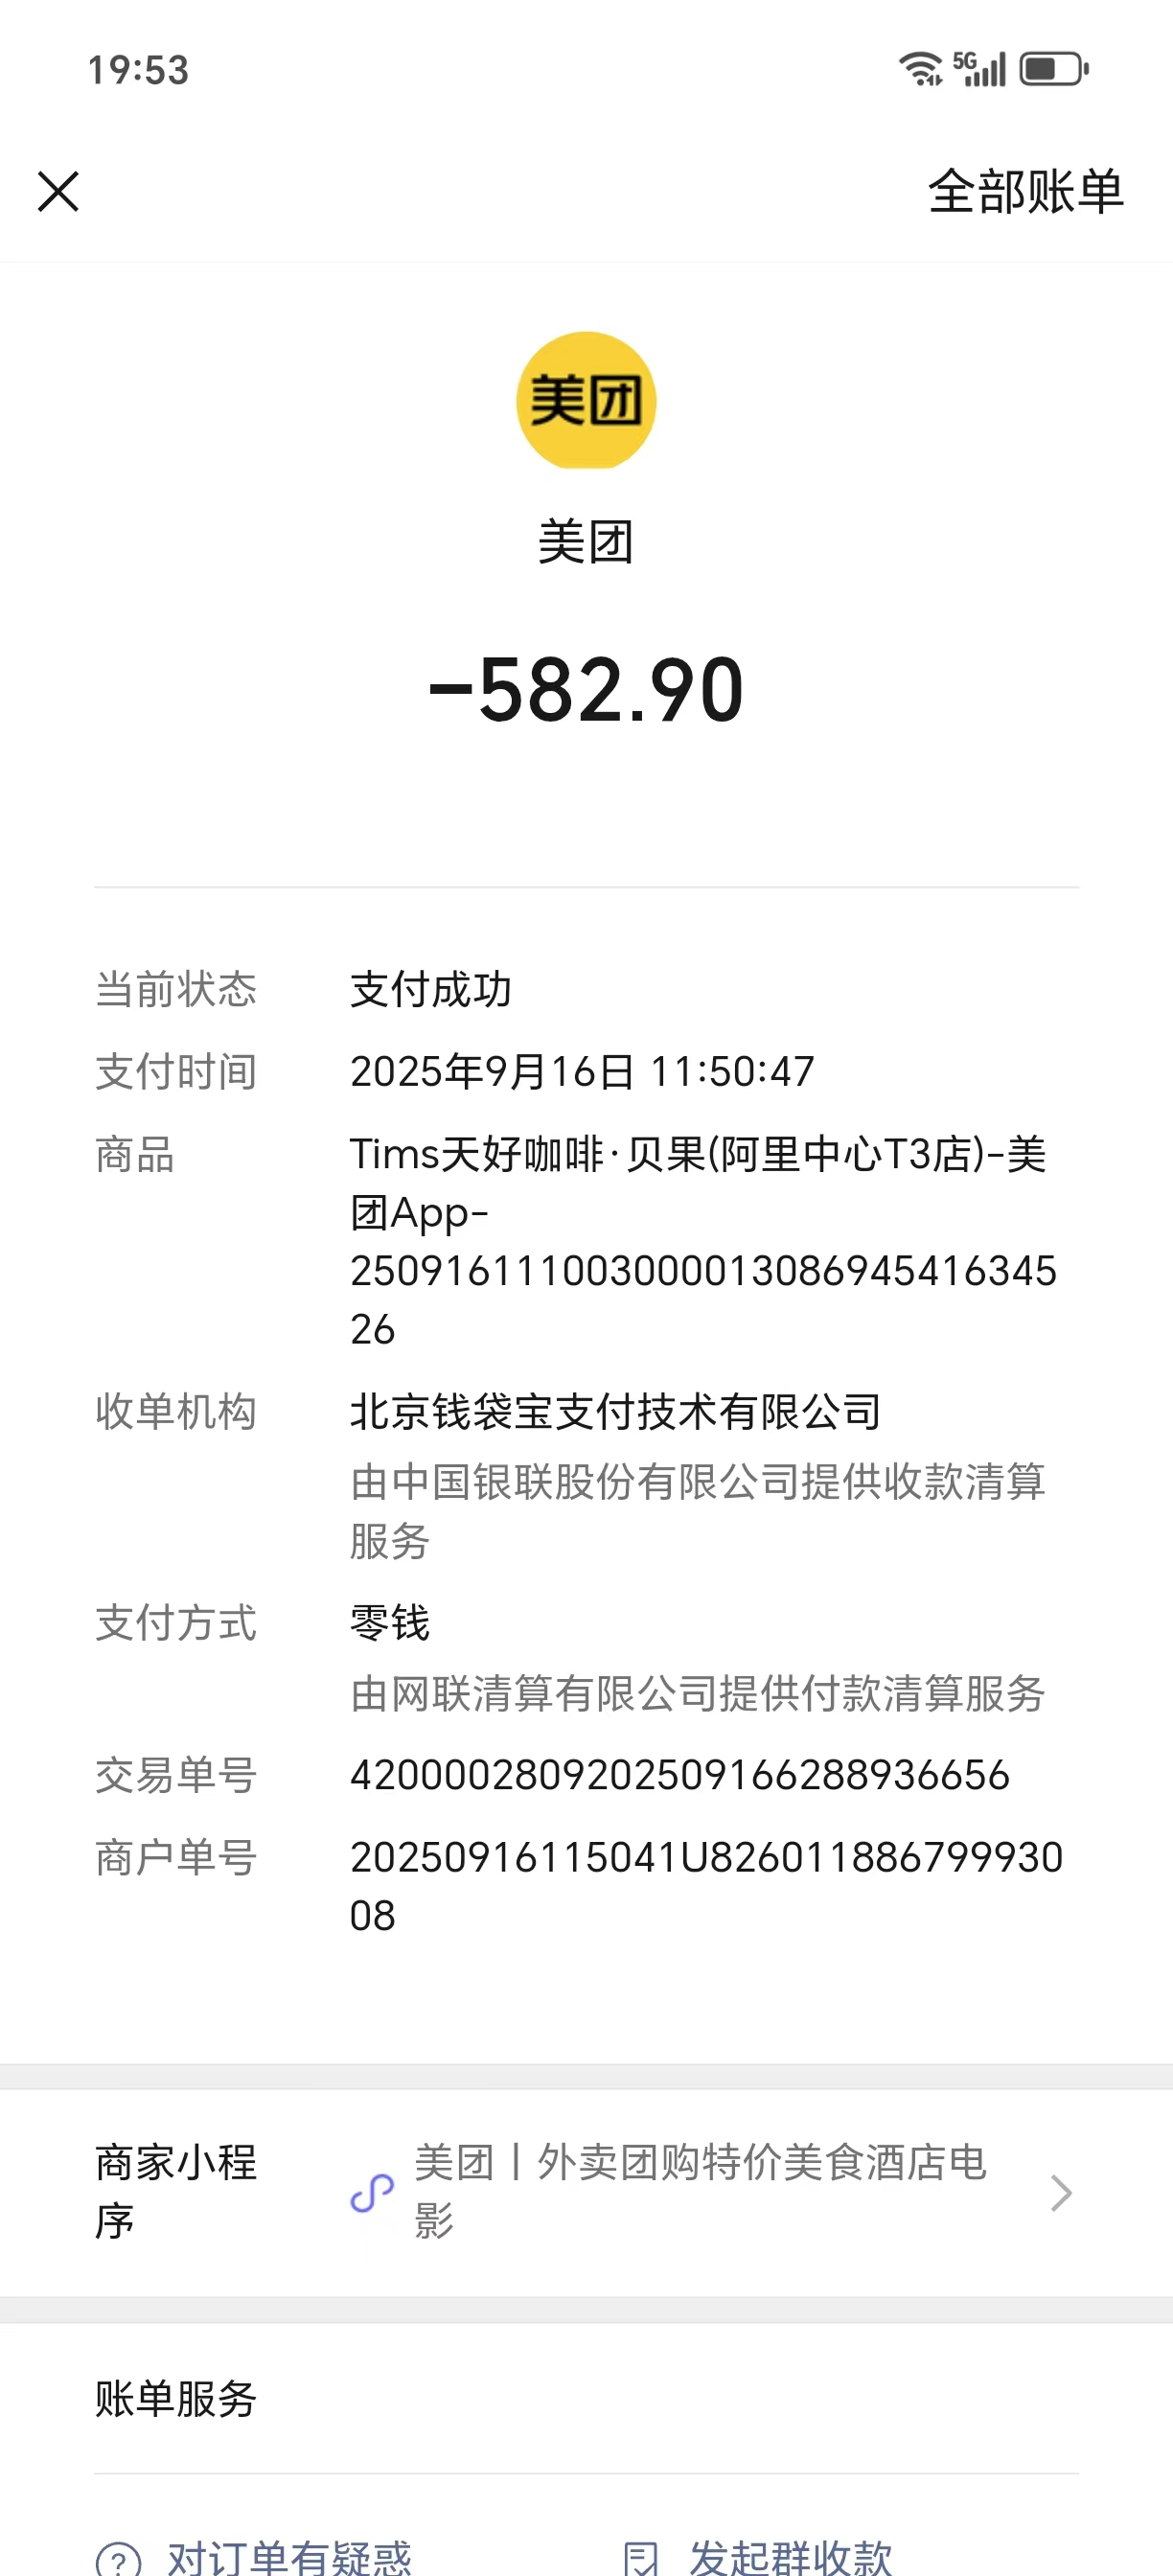 19:53
5G
全部账单
美团
美团
-582.90
当前状态 支付成功
支付时间 2025年9月16日 11:50:47
商品 Tims天好咖啡·贝果(阿里中心T3店)-美
团App-
25091611100300001308694541634​5
26
收单机构 北京钱袋宝支付技术有限公司
由中国银联股份有限公司提供收款清算
服务
支付方式 零钱
由网联清算有限公司提供付款清算服务
交易单号 4200002809202509166288936656
商户单号 20250916115041U826011886799930
08
商家小程 美团丨外卖团购特价美食酒店电
序 影
账单服务
对订单有疑惑 发起群收款